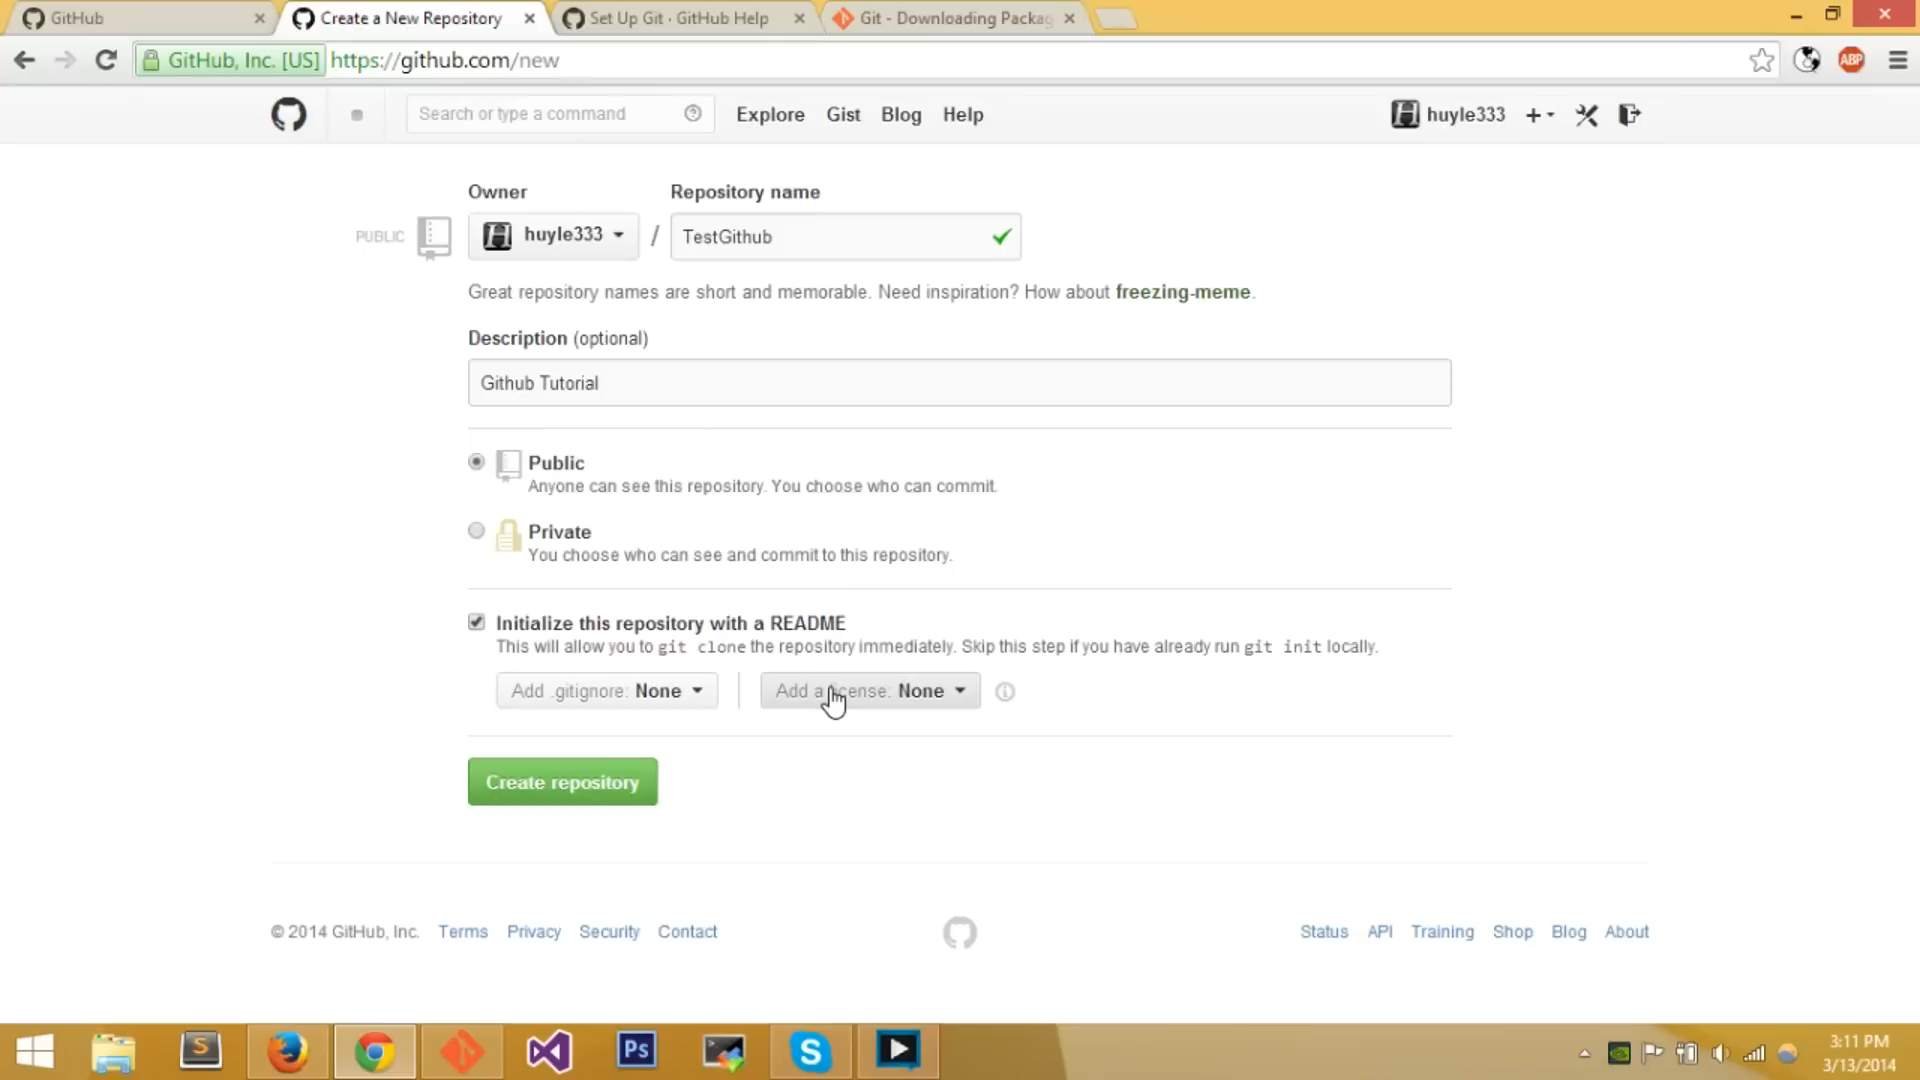 GitHub
Create a New Repository
Set Up Git · GitHub Help
Git - Downloading Packag
GitHub, Inc. [US] https://github.com/new
ABP
Search or type a command
Explore Gist Blog Help
huyle333
Owner
Repository name
PUBLIC
huyle333 / TestGithub
Great repository names are short and memorable. Need inspiration? How about freezing-meme.
Description (optional)
Github Tutorial
Public
Anyone can see this repository. You choose who can commit.
Private
You choose who can see and commit to this repository.
Initialize this repository with a README
This will allow you to git clone the repository immediately. Skip this step if you have already run git init locally.
Add .gitignore: None
Add a license: None
Create repository
© 2014 GitHub, Inc. Terms Privacy Security Contact
Status API Training Shop Blog About
S
Ps
S
3:11 PM
3/13/2014